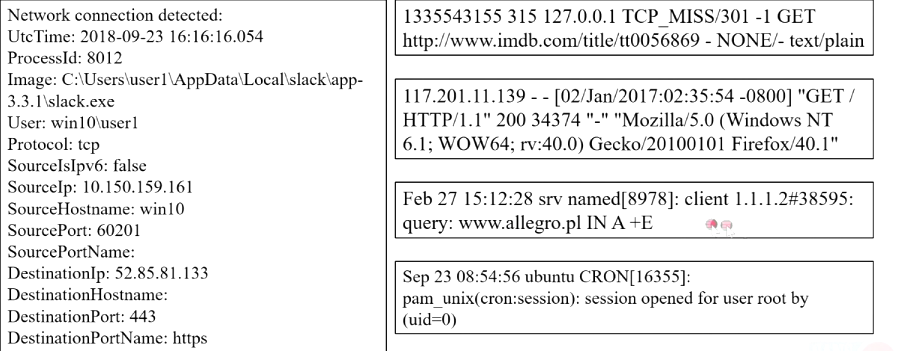 Network connection detected:
UtcTime: 2018-09-23 16:16:16.054
ProcessId: 8012
Image: C:\Users\user1\AppData\Local\slack\app-
3.3.1\slack.exe
User: win10\user1
Protocol: tcp
SourceIsIpv6: false
SourceIp: 10.150.159.161
SourceHostname: win10
SourcePort: 60201
SourcePortName:
DestinationIp: 52.85.81.133
DestinationHostname:
DestinationPort: 443
DestinationPortName: https
1335543155 315 127.0.0.1 TCP_MISS/301 -1 GET
http://www.imdb.com/title/tt0056869 - NONE/- text/plain
117.201.11.139 - - [02/Jan/2017:02:35:54 -0800] "GET /
HTTP/1.1" 200 34374 "-" "Mozilla/5.0 (Windows NT
6.1; WOW64; rv:40.0) Gecko/20100101 Firefox/40.1"
Feb 27 15:12:28 srv named[8978]: client 1.1.1.2#38595:
query: www.allegro.pl IN A +E
Sep 23 08:54:56 ubuntu CRON[16355]:
pam_unix(cron:session): session opened for user root by
(uid=0)